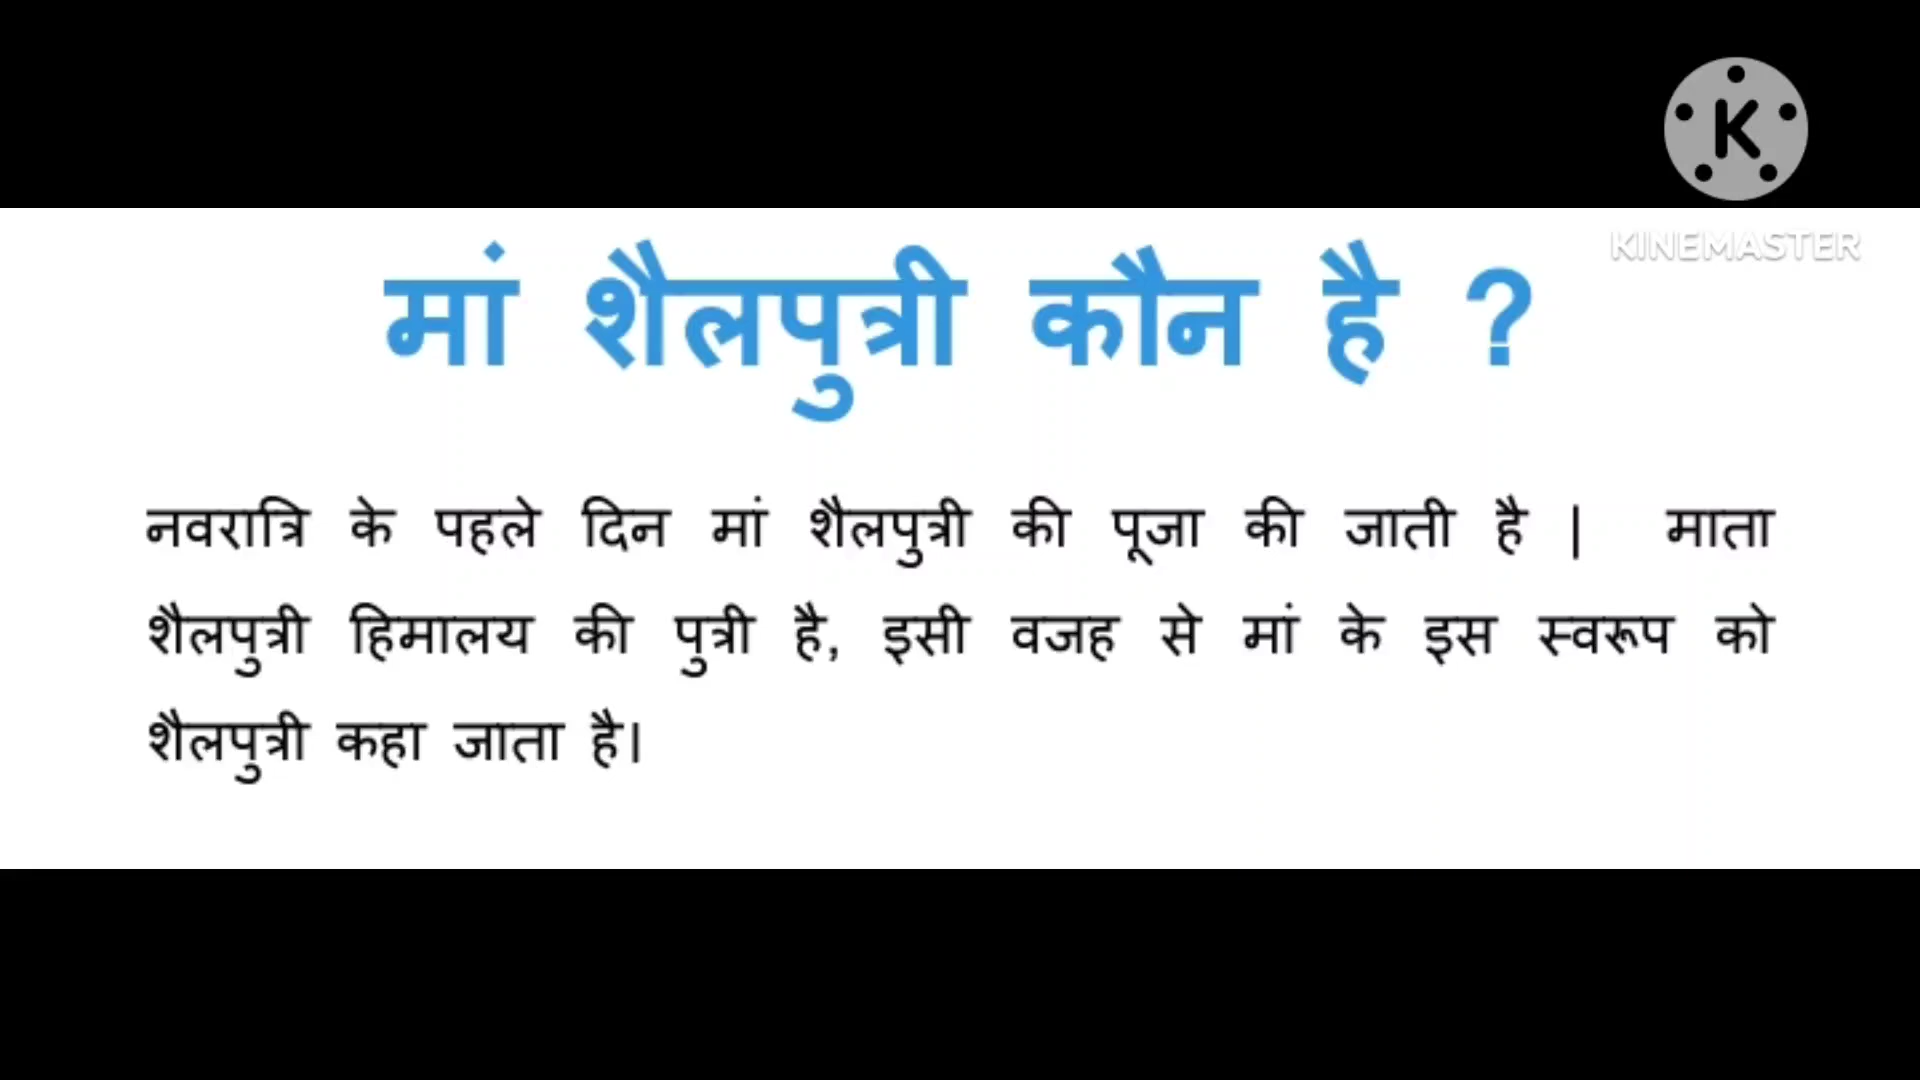 K
KINEMASTER
मां शैलपुत्री कौन है ?
नवरात्रि के पहले दिन मां शैलपुत्री की पूजा की जाती है | माता
शैलपुत्री हिमालय की पुत्री है, इसी वजह से मां के इस स्वरूप को
शैलपुत्री कहा जाता है।